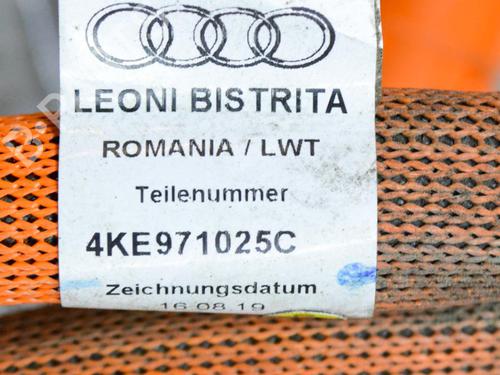 LEONI BISTRITA
ROMANIA / LWT
Teilenummer
4KE971025C
Zeichnungsdatum
16.08.19